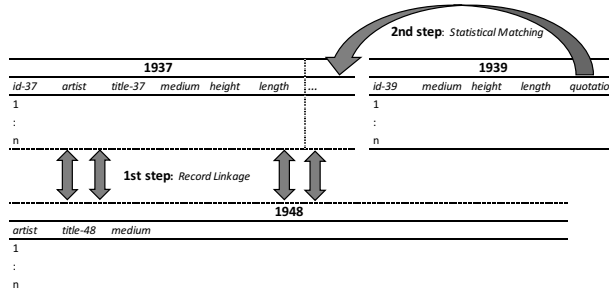 2nd step: Statistical Matching
1937
id-37 artist title-37 medium height length ...
1
:
n
1939
id-39 medium height length quotatio
1
:
n
1st step: Record Linkage
1948
artist title-48 medium
1
:
n